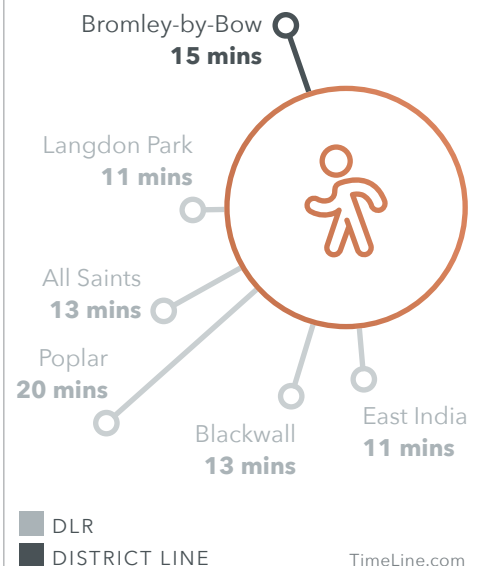 Bromley-by-Bow
15 mins
Langdon Park
11 mins
All Saints
13 mins
Poplar
20 mins
Blackwall
13 mins
East India
11 mins
DLR
DISTRICT LINE
TimeLine.com